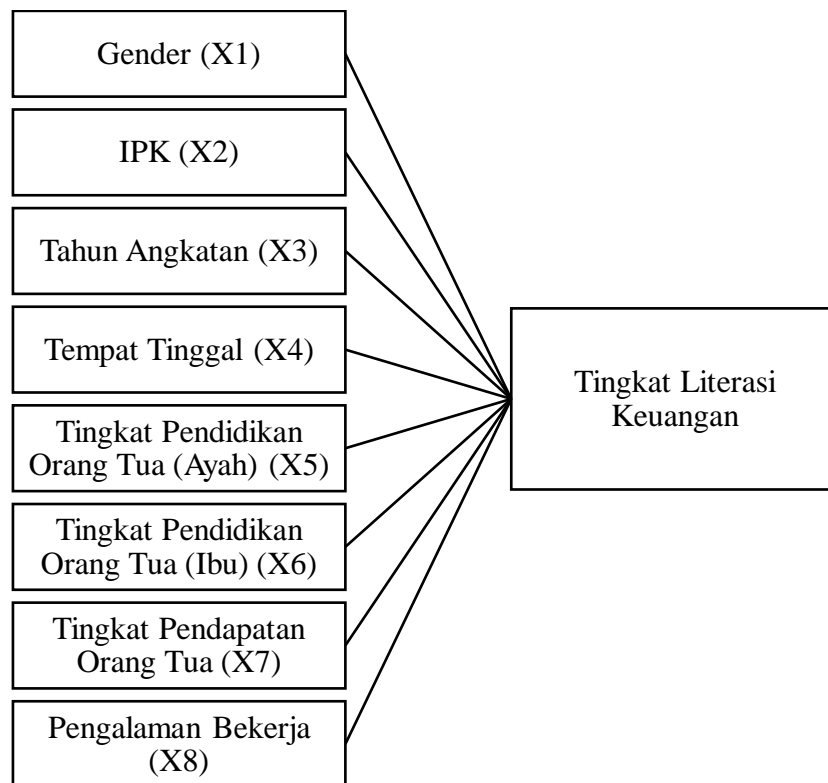 Gender (X1)
IPK (X2)
Tahun Angkatan (X3)
Tempat Tinggal (X4)
Tingkat Pendidikan
Orang Tua (Ayah) (X5)
Tingkat Pendidikan
Orang Tua (Ibu) (X6)
Tingkat Pendapatan
Orang Tua (X7)
Pengalaman Bekerja
(X8)
Tingkat Literasi
Keuangan